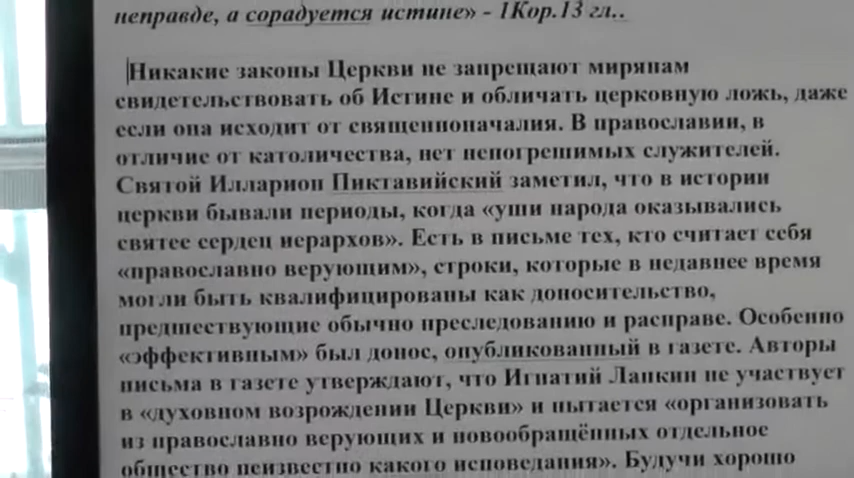 неправде, а сорадуется истине» - 1Кор.13 гл..
Никакие законы Церкви не запрещают мирянам
свидетельствовать об Истине и обличать церковную ложь, даже
если она исходит от священноначалия. В православии, в
отличие от католичества, нет непогрешимых служителей.
Святой Илларион Пиктавийский заметил, что в истории
церкви бывали периоды, когда «уши народа оказывались
святее сердец иерархов». Есть в письме тех, кто считает себя
«православно верующим», строки, которые в недавнее время
могли быть квалифицированы как доносительство,
предшествующие обычно преследованию и расправе. Особенно
«эффективным» был донос, опубликованный в газете. Авторы
письма в газете утверждают, что Игнатий Лапкин не участвует
в «духовном возрождении Церкви» и пытается «организовать
из православно верующих и новообращённых отдельное
общество неизвестно какого исповедания». Будучи хорошо